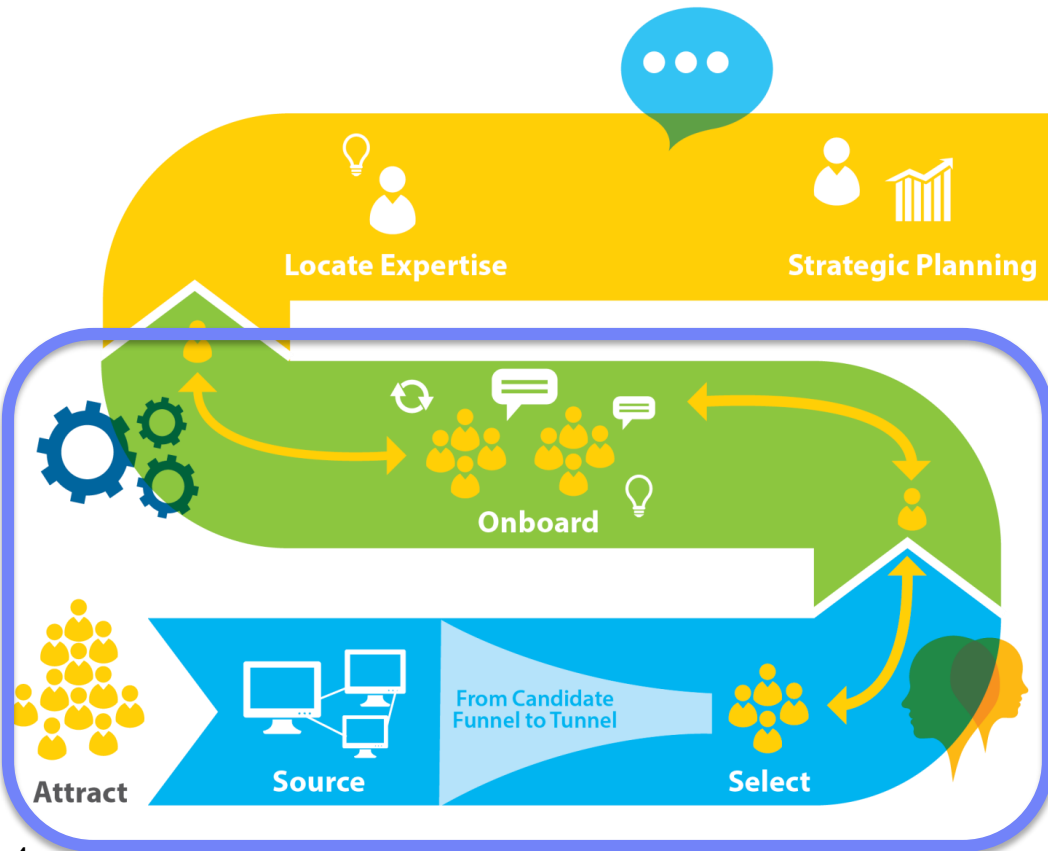 Locate Expertise
Strategic Planning
Onboard
From Candidate
Funnel to Tunnel
Attract
Source
Select